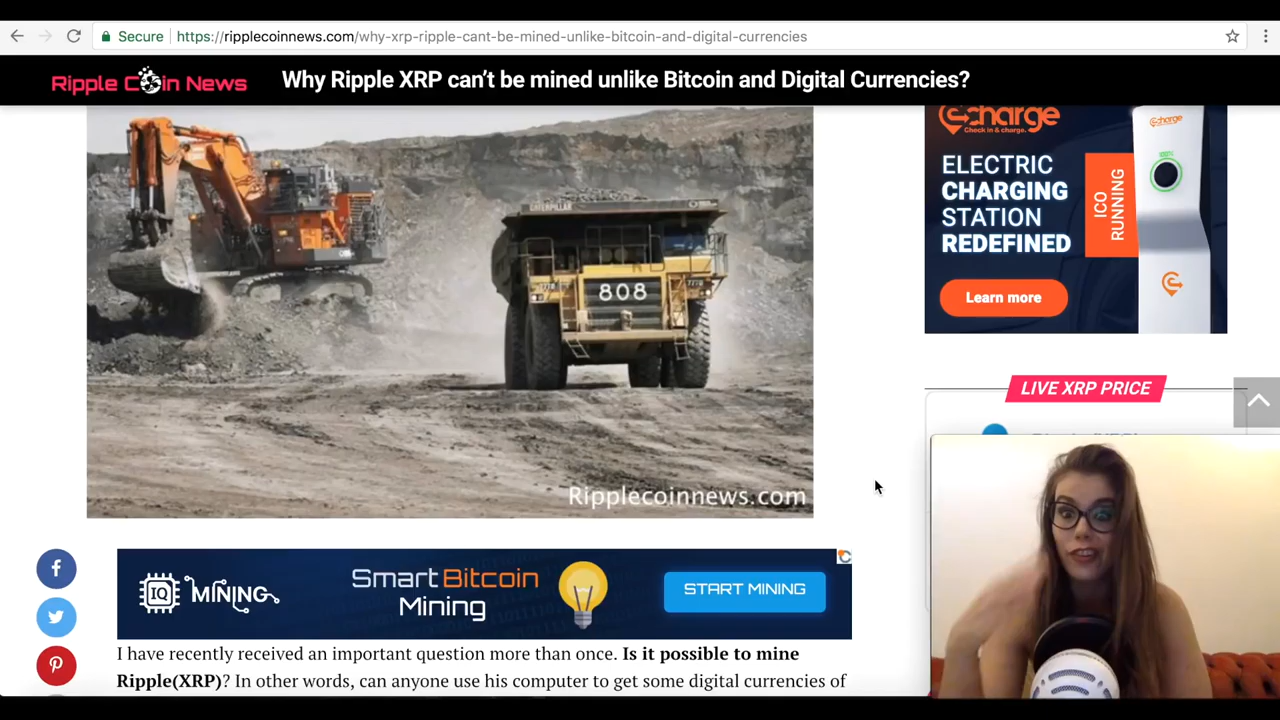 Secure https://ripplecoinnews.com/why-xrp-ripple-cant-be-mined-unlike-bitcoin-and-digital-currencies
Ripple Coin News
Why Ripple XRP can't be mined unlike Bitcoin and Digital Currencies?
CATERPILLAR
777D
808
777D
Ripplecoinnews.com
charge
Check in & charge.
ELECTRIC
CHARGING
STATION
REDEFINED
ICO RUNNING
Learn more
charge
LIVE XRP PRICE
IQ MINING
Smart Bitcoin
Mining
START MINING
I have recently received an important question more than once. Is it possible to mine
Ripple(XRP)? In other words, can anyone use his computer to get some digital currencies of